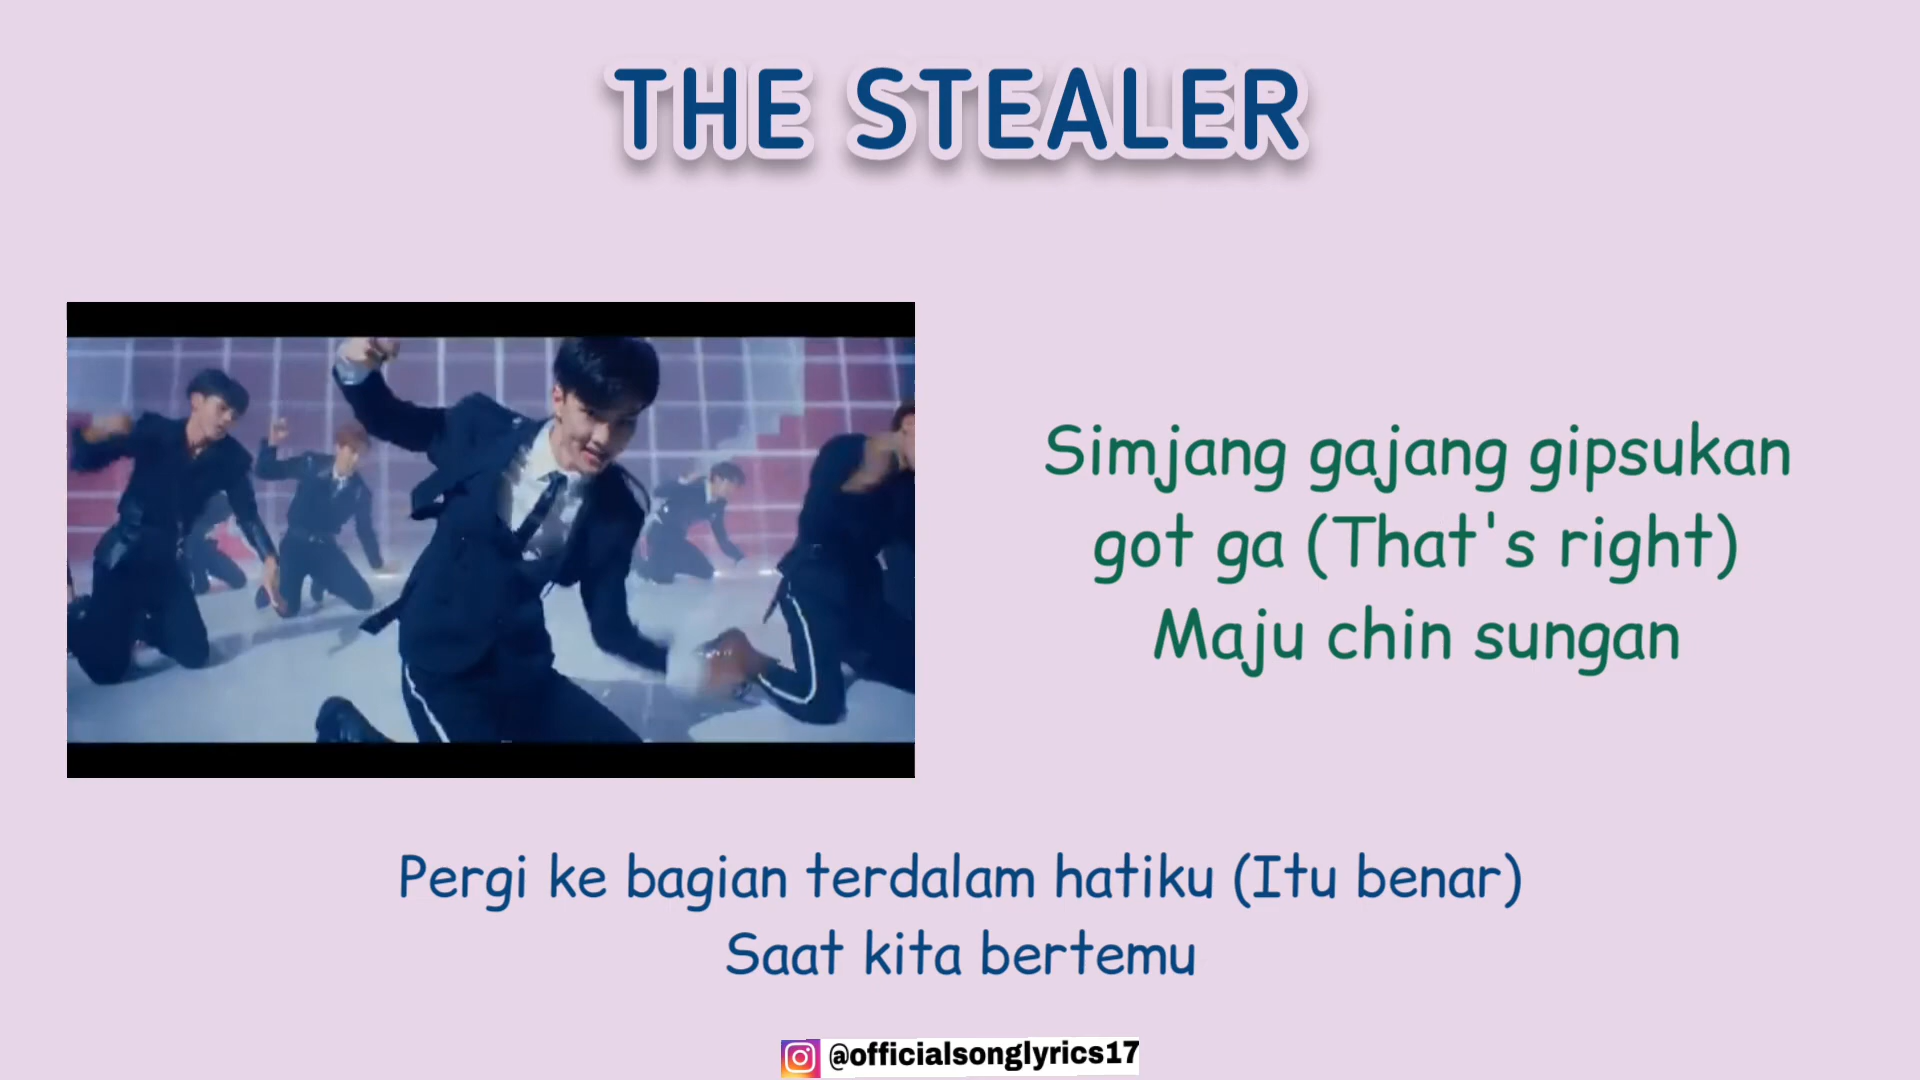 THE STEALER
Simjang gajang gipsukan
got ga (That's right)
Maju chin sungan
Pergi ke bagian terdalam hatiku (Itu benar)
Saat kita bertemu
@officialsonglyrics17